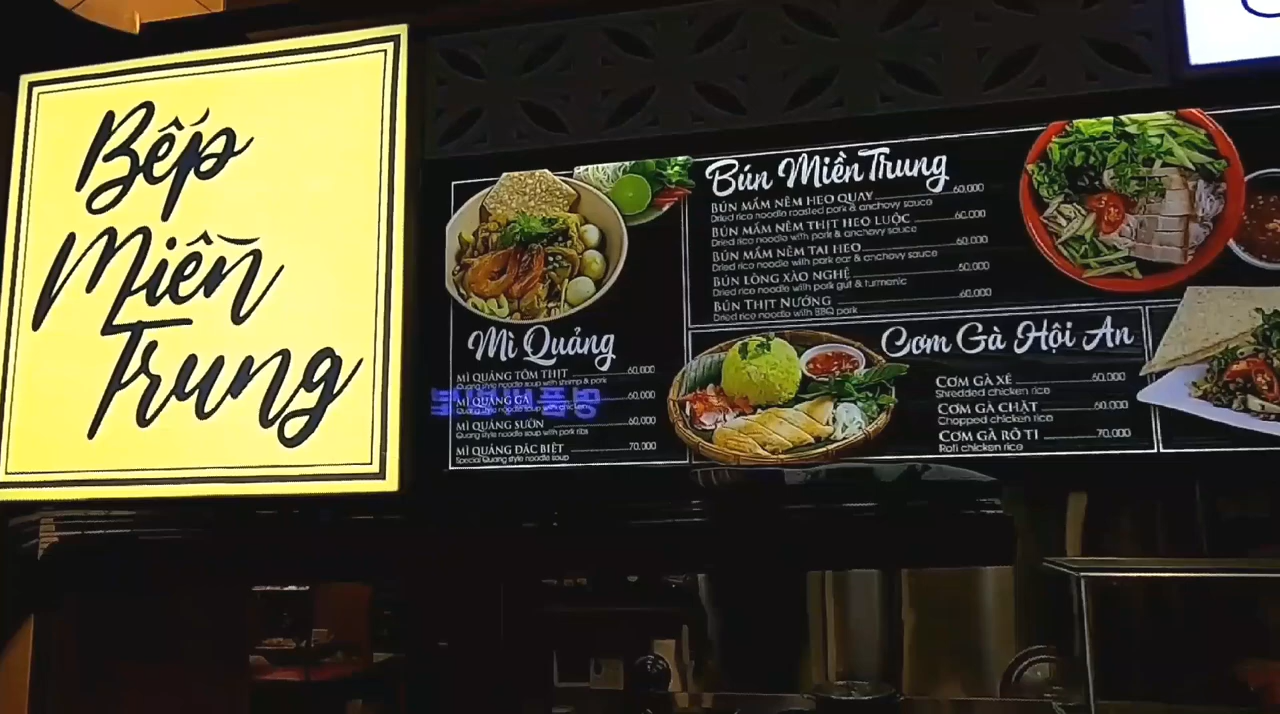 Bếp
Miền
Trung
Mì Quảng
MÌ QUẢNG TÔM THỊT 60,000
Quang style noodle soup with shrimp & pork
MÌ QUẢNG GÀ 60,000
Quang style noodle soup with chicken
MÌ QUẢNG SƯỜN 60,000
Quang style noodle soup with pork ribs
MÌ QUẢNG ĐẶC BIỆT 70,000
Special Quang style noodle soup
Bún Miền Trung
BÚN MẮM NÊM HEO QUAY 60,000
Dried rice noodle roasted pork & anchovy sauce
BÚN MẮM NÊM THỊT HEO LUỘC 60,000
Dried rice noodle with pork & anchovy sauce
BÚN MẮM NÊM TAI HEO 60,000
Dried rice noodle with pork ear & anchovy sauce
BÚN LÒNG XÀO NGHỆ 60,000
Dried rice noodle with pork gut & turmeric
BÚN THỊT NƯỚNG 60,000
Dried rice noodle with BBQ pork
Cơm Gà Hội An
CƠM GÀ XÉ 60,000
Shredded chicken rice
CƠM GÀ CHẶT 60,000
Chopped chicken rice
CƠM GÀ RÔ TI 70,000
Roti chicken rice